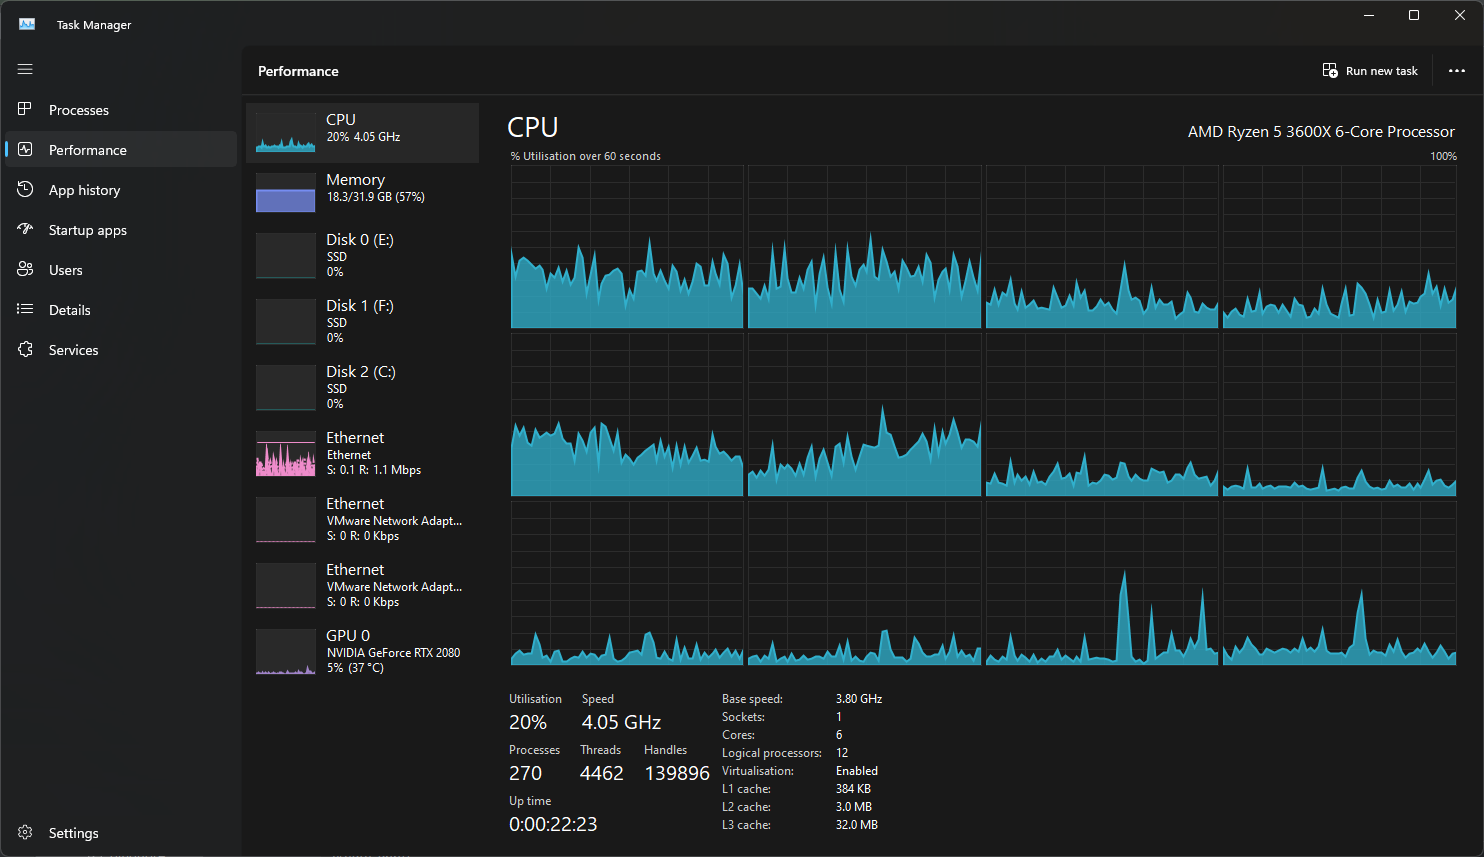 Task Manager
Performance
Run new task
Processes
Performance
App history
Startup apps
Users
Details
Services
Settings
CPU
20% 4.05 GHz
Memory
18.3/31.9 GB (57%)
Disk 0 (E:)
SSD
0%
Disk 1 (F:)
SSD
0%
Disk 2 (C:)
SSD
0%
Ethernet
Ethernet
S: 0.1 R: 1.1 Mbps
Ethernet
VMware Network Adapt...
S: 0 R: 0 Kbps
Ethernet
VMware Network Adapt...
S: 0 R: 0 Kbps
GPU 0
NVIDIA GeForce RTX 2080
5% (37 °C)
CPU
AMD Ryzen 5 3600X 6-Core Processor
% Utilisation over 60 seconds
100%
Utilisation
20%
Speed
4.05 GHz
Processes
270
Threads
4462
Handles
139896
Up time
0:00:22:23
Base speed: 3.80 GHz
Sockets: 1
Cores: 6
Logical processors: 12
Virtualisation: Enabled
L1 cache: 384 KB
L2 cache: 3.0 MB
L3 cache: 32.0 MB